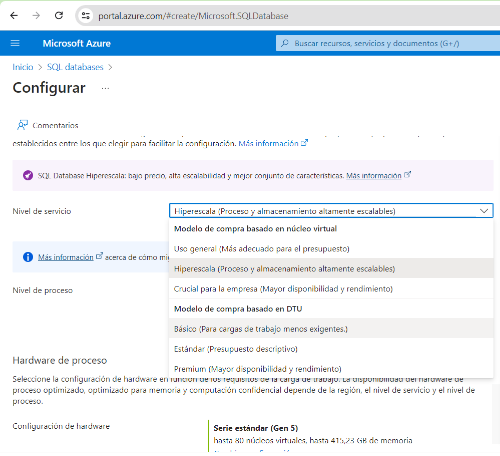 portal.azure.com/#create/Microsoft.SQLDatabase
Microsoft Azure
Buscar recursos, servicios y documentos (G+/)
Inicio > SQL databases >
Configurar ...
Comentarios
establecidos entre los que elegir para facilitar la configuración. Más información
SQL Database Hiperescala: bajo precio, alta escalabilidad y mejor conjunto de características. Más información
Nivel de servicio
Hiperescala (Proceso y almacenamiento altamente escalables)
Modelo de compra basado en núcleo virtual
Uso general (Más adecuado para el presupuesto)
Más información acerca de cómo mig
Hiperescala (Proceso y almacenamiento altamente escalables)
Nivel de proceso
Crucial para la empresa (Mayor disponibilidad y rendimiento)
Modelo de compra basado en DTU
Básico (Para cargas de trabajo menos exigentes.)
Estándar (Presupuesto descriptivo)
Premium (Mayor disponibilidad y rendimiento)
Hardware de proceso
Seleccione la configuración de hardware en función de los requisitos de la carga de trabajo. La disponibilidad del hardware de
proceso optimizado, optimizado para memoria y computación confidencial depende de la región, el nivel de servicio y el nivel de
proceso.
Configuración de hardware
Serie estándar (Gen 5)
hasta 80 núcleos virtuales, hasta 415,23 GB de memoria